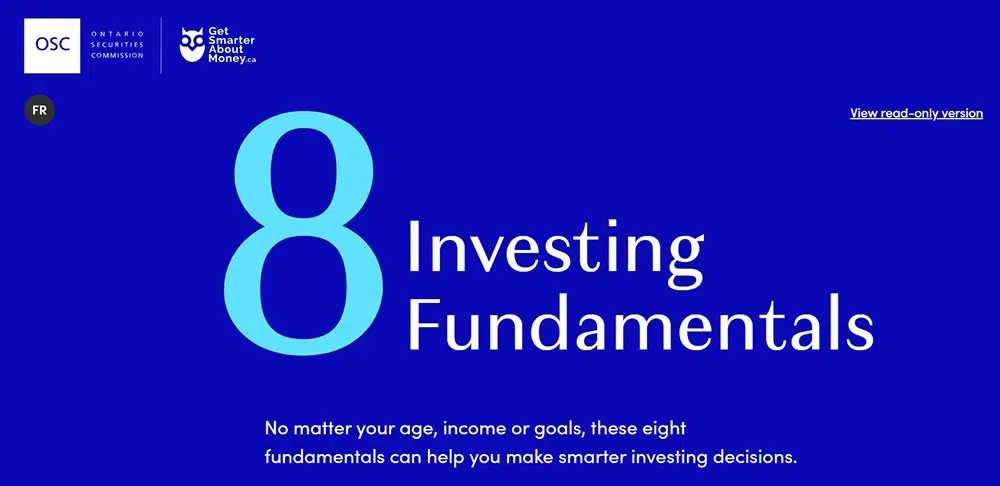 OSC
ONTARIO
SECURITIES
COMMISSION
Get
Smarter
About
Money.ca
FR
View read-only version
8
Investing
Fundamentals
No matter your age, income or goals, these eight
fundamentals can help you make smarter investing decisions.